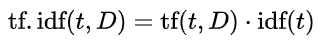 tf. idf(t, D) = tf(t, D) · idf(t)